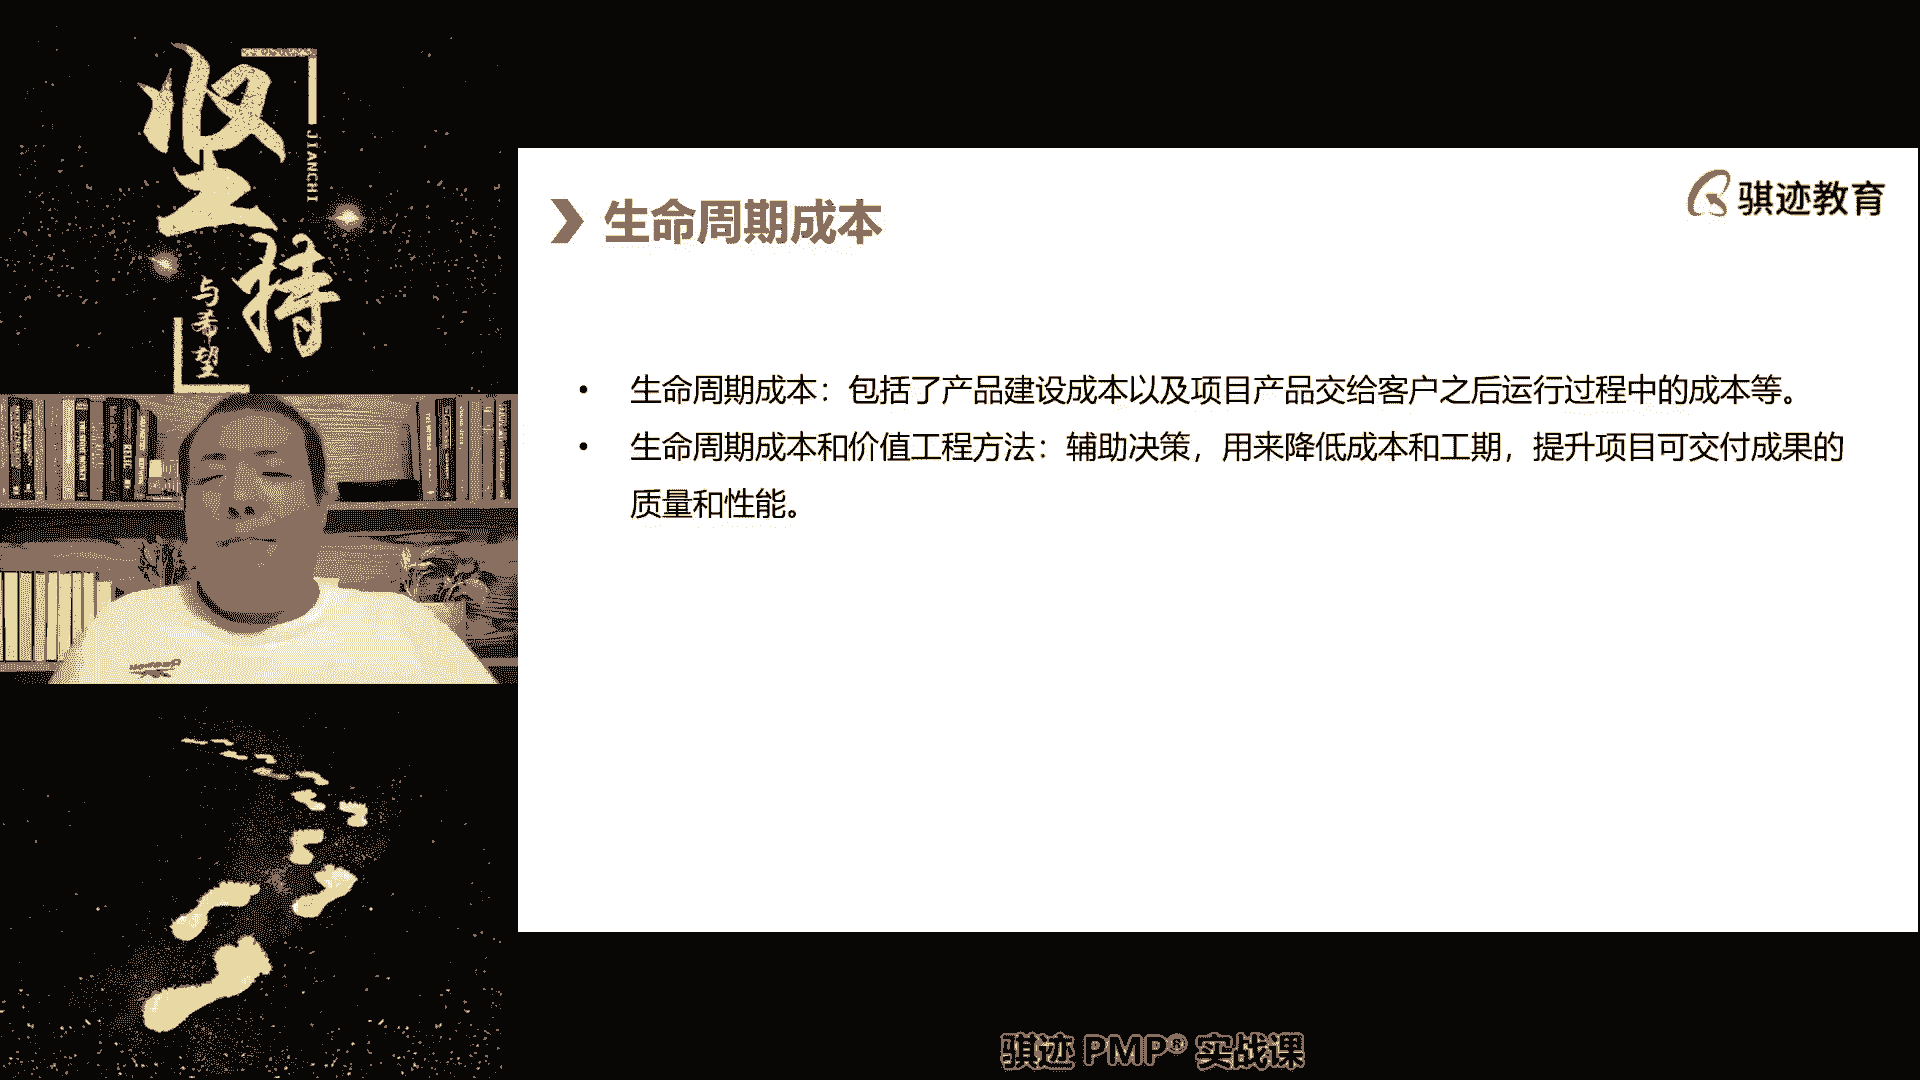 坚
JIANCHI
持
与希望
骐迹教育
生命周期成本
• 生命周期成本：包括了产品建设成本以及项目产品交给客户之后运行过程中的成本等。
• 生命周期成本和价值工程方法：辅助决策，用来降低成本和工期，提升项目可交付成果的
质量和性能。
骐迹 PMP® 实战课